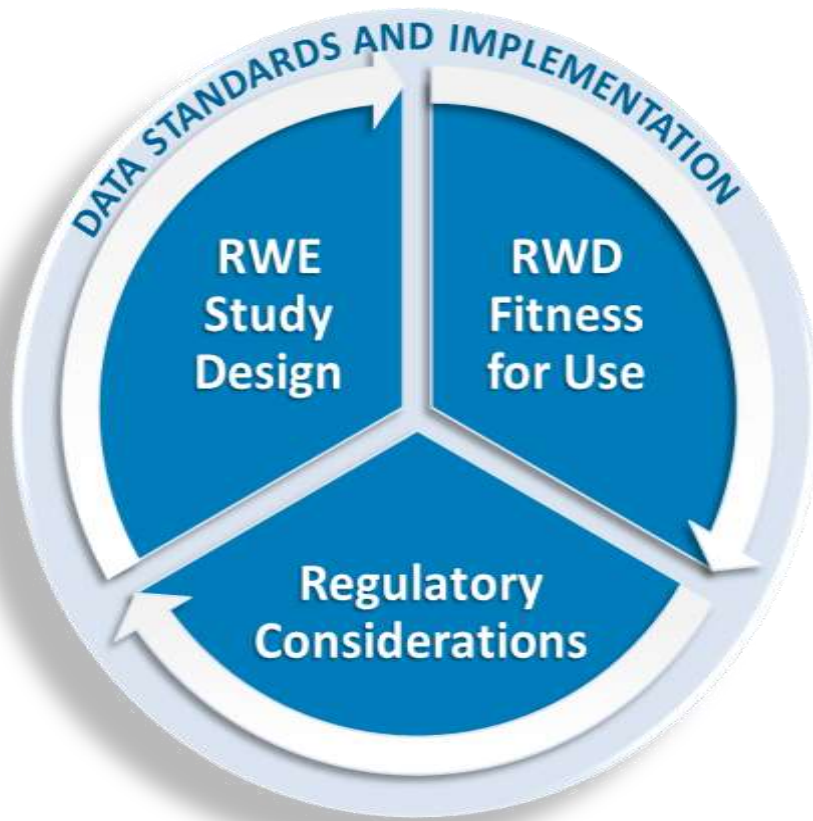 DATA STANDARDS AND IMPLEMENTATION
RWE
Study
Design
RWD
Fitness
for Use
Regulatory
Considerations